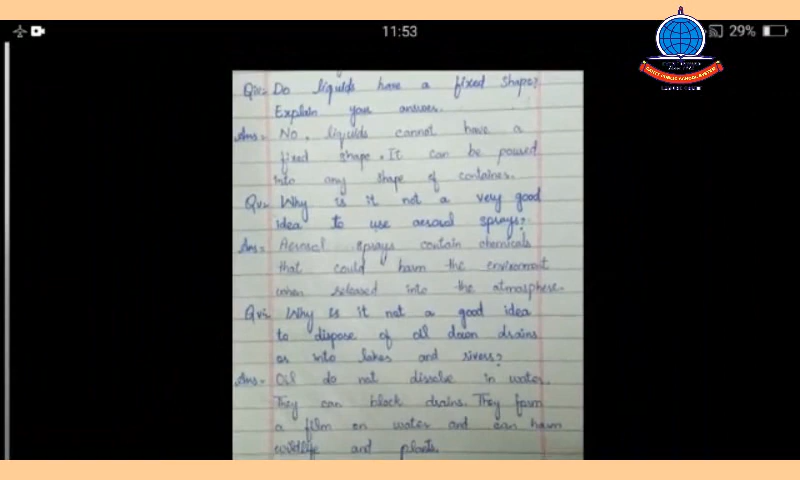 11:53
29%
Que Do liquids have a fixed shape?
Explain your answer.
Ans:- No, liquids cannot have a
fixed shape. It can be poured
into any shape of container.
Que Why is it not a very good
idea to use aerosol sprays?
Ans:- Aerosol sprays contain chemicals
that could harm the environment
when released into the atmosphere.
Que Why is it not a good idea
to dispose of oil down drains
or into lakes and rivers?
Ans:- Oil do not dissolve in water.
They can block drains. They form
a film on water and can harm
wildlife and plants.